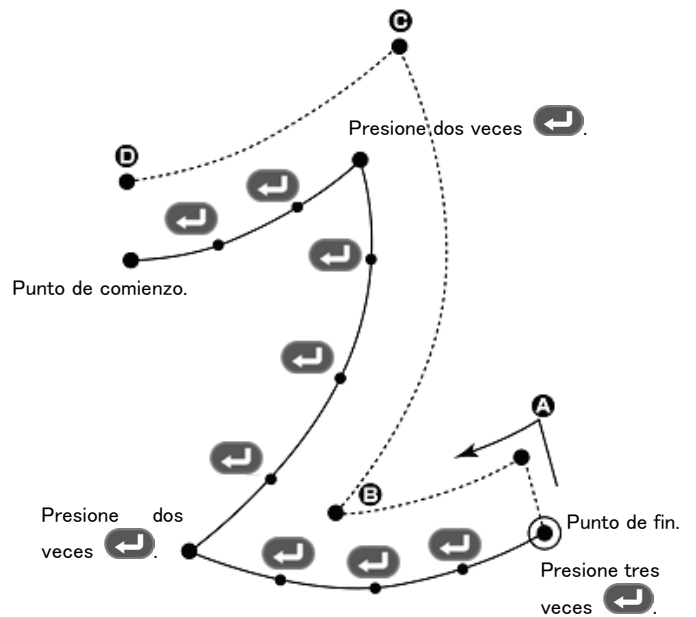 C
Presione dos veces .
D
Punto de comienzo.
A
B
Presione dos
veces .
Punto de fin.
Presione tres
veces .